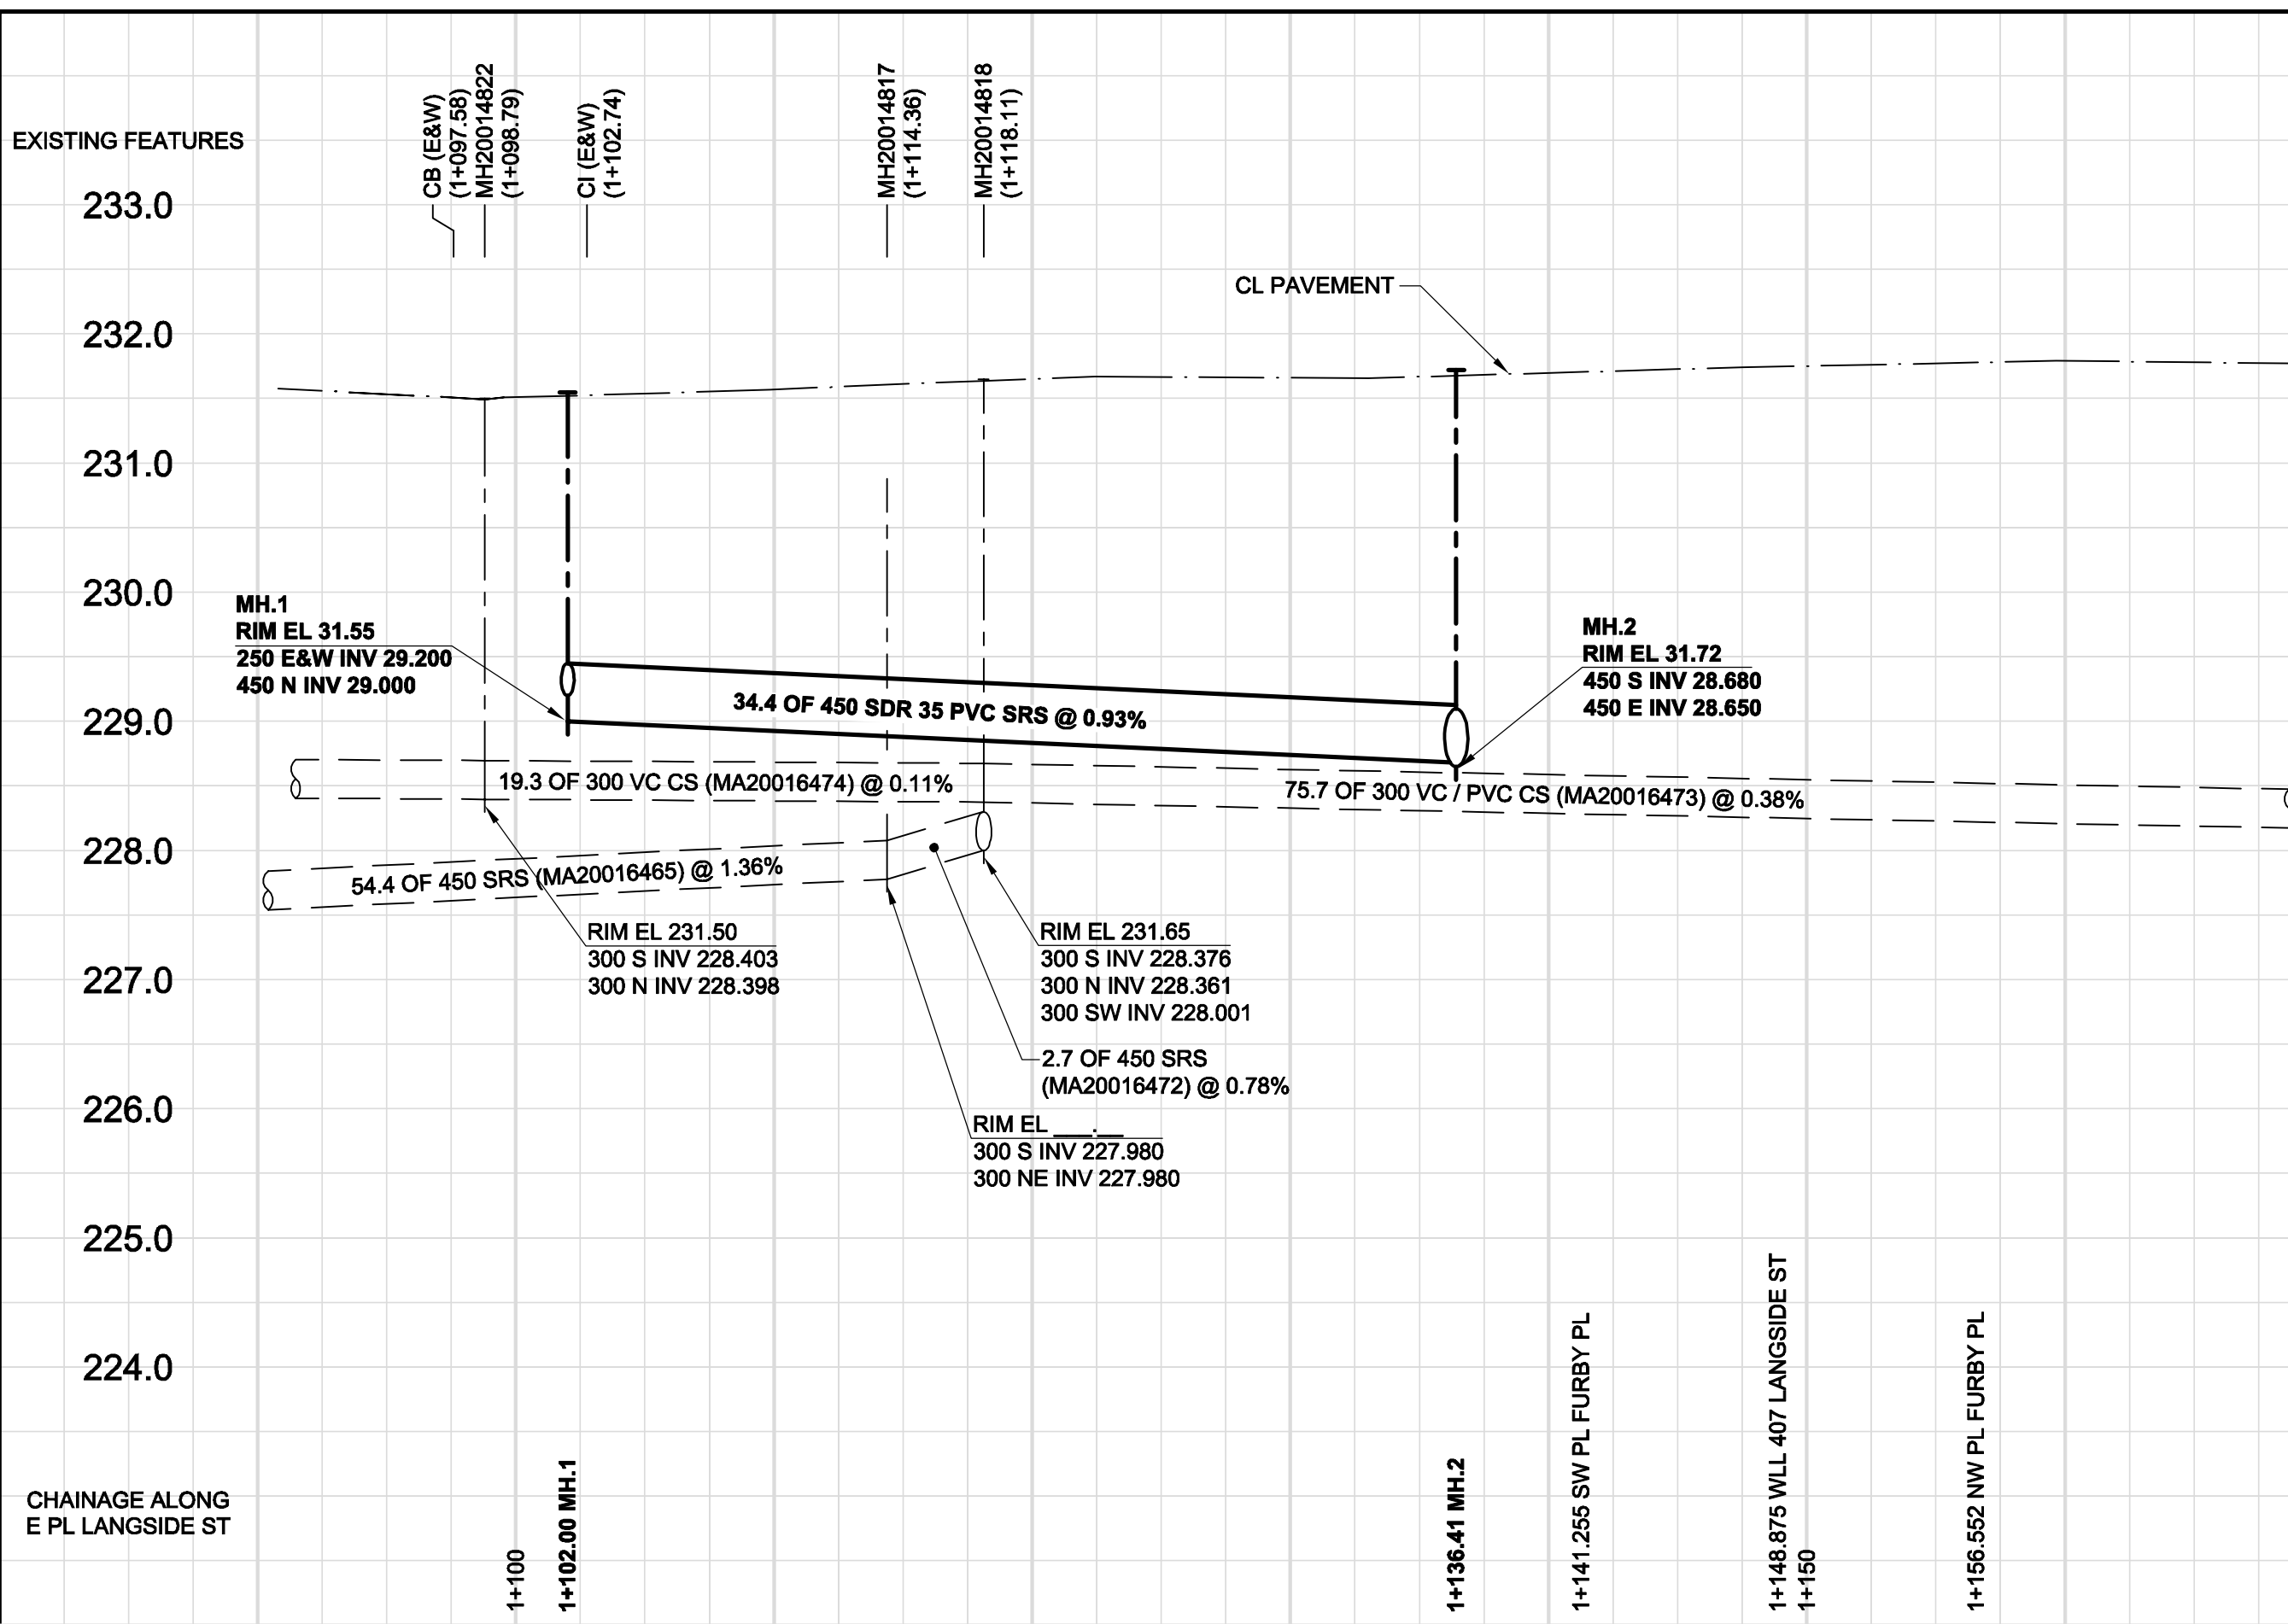 CB (E&W)
(1+097.58)
MH20014822
(1+098.79)
CI (E&W)
(1+102.74)
MH20014817
(1+114.36)
MH20014818
(1+118.11)
EXISTING FEATURES
233.0
CL PAVEMENT
232.0
231.0
230.0
MH.1
RIM EL 31.55
250 E&W INV 29.200
450 N INV 29.000
MH.2
RIM EL 31.72
450 S INV 28.680
450 E INV 28.650
34.4 OF 450 SDR 35 PVC SRS @ 0.93%
229.0
19.3 OF 300 VC CS (MA20016474) @ 0.11%
75.7 OF 300 VC / PVC CS (MA20016473) @ 0.38%
228.0
54.4 OF 450 SRS (MA20016465) @ 1.36%
RIM EL 231.50
300 S INV 228.403
300 N INV 228.398
RIM EL 231.65
300 S INV 228.376
300 N INV 228.361
300 SW INV 228.001
227.0
2.7 OF 450 SRS
(MA20016472) @ 0.78%
226.0
RIM EL ___.__
300 S INV 227.980
300 NE INV 227.980
225.0
224.0
CHAINAGE ALONG
E PL LANGSIDE ST
1+100
1+102.00 MH.1
1+136.41 MH.2
1+141.255 SW PL FURBY PL
1+148.875 WLL 407 LANGSIDE ST
1+150
1+156.552 NW PL FURBY PL